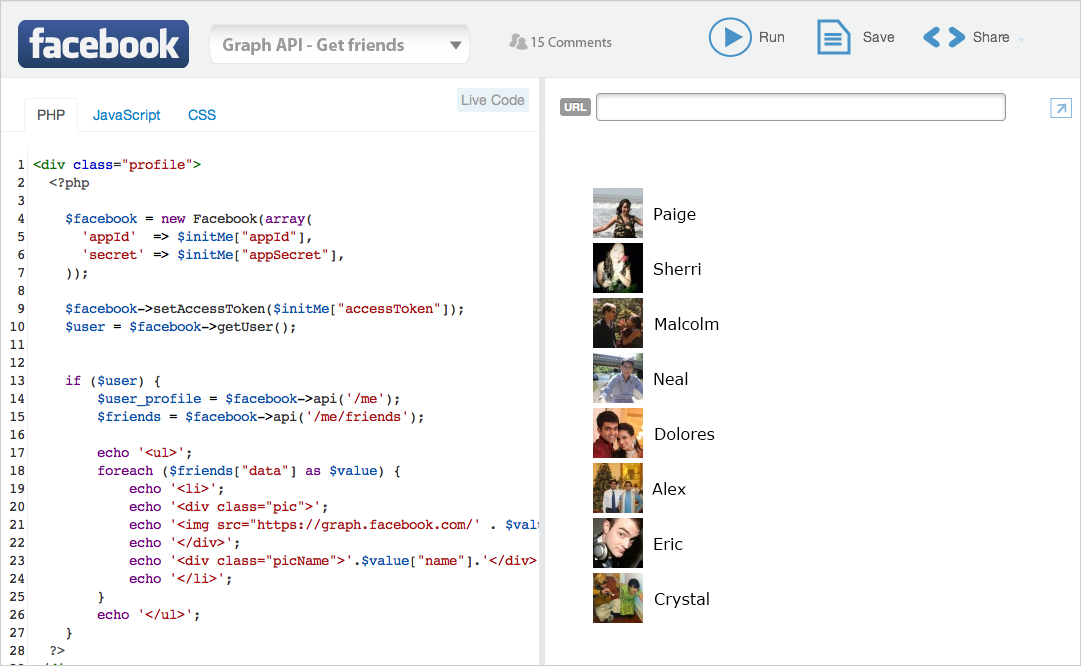 facebook
Graph API - Get friends
15 Comments
Run
Save
Share
PHP
JavaScript
CSS
Live Code
1 <div class="profile">
2 <?php
3
4 $facebook = new Facebook(array(
5 'appId' => $initMe["appId"],
6 'secret' => $initMe["appSecret"],
7 ));
8
9 $facebook->setAccessToken($initMe["accessToken"]);
10 $user = $facebook->getUser();
11
12
13 if ($user) {
14 $user_profile = $facebook->api('/me');
15 $friends = $facebook->api('/me/friends');
16
17 echo '<ul>';
18 foreach ($friends["data"] as $value) {
19 echo '<li>';
20 echo '<div class="pic">';
21 echo '<img src="https://graph.facebook.com/' . $valu
22 echo '</div>';
23 echo '<div class="picName">'.$value["name"].'</div>
24 echo '</li>';
25 }
26 echo '</ul>';
27 }
28 ?>
URL
Paige
Sherri
Malcolm
Neal
Dolores
Alex
Eric
Crystal